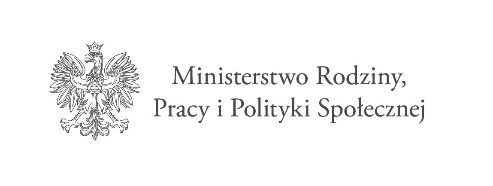 Ministerstwo Rodziny,
Pracy i Polityki Społecznej